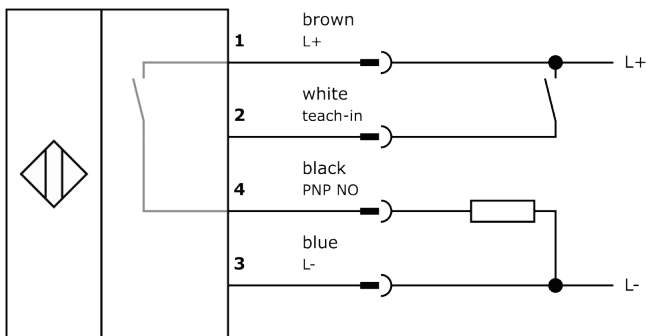 brown
1
L+
L+
white
2
teach-in
black
4
PNP NO
blue
3
L-
L-